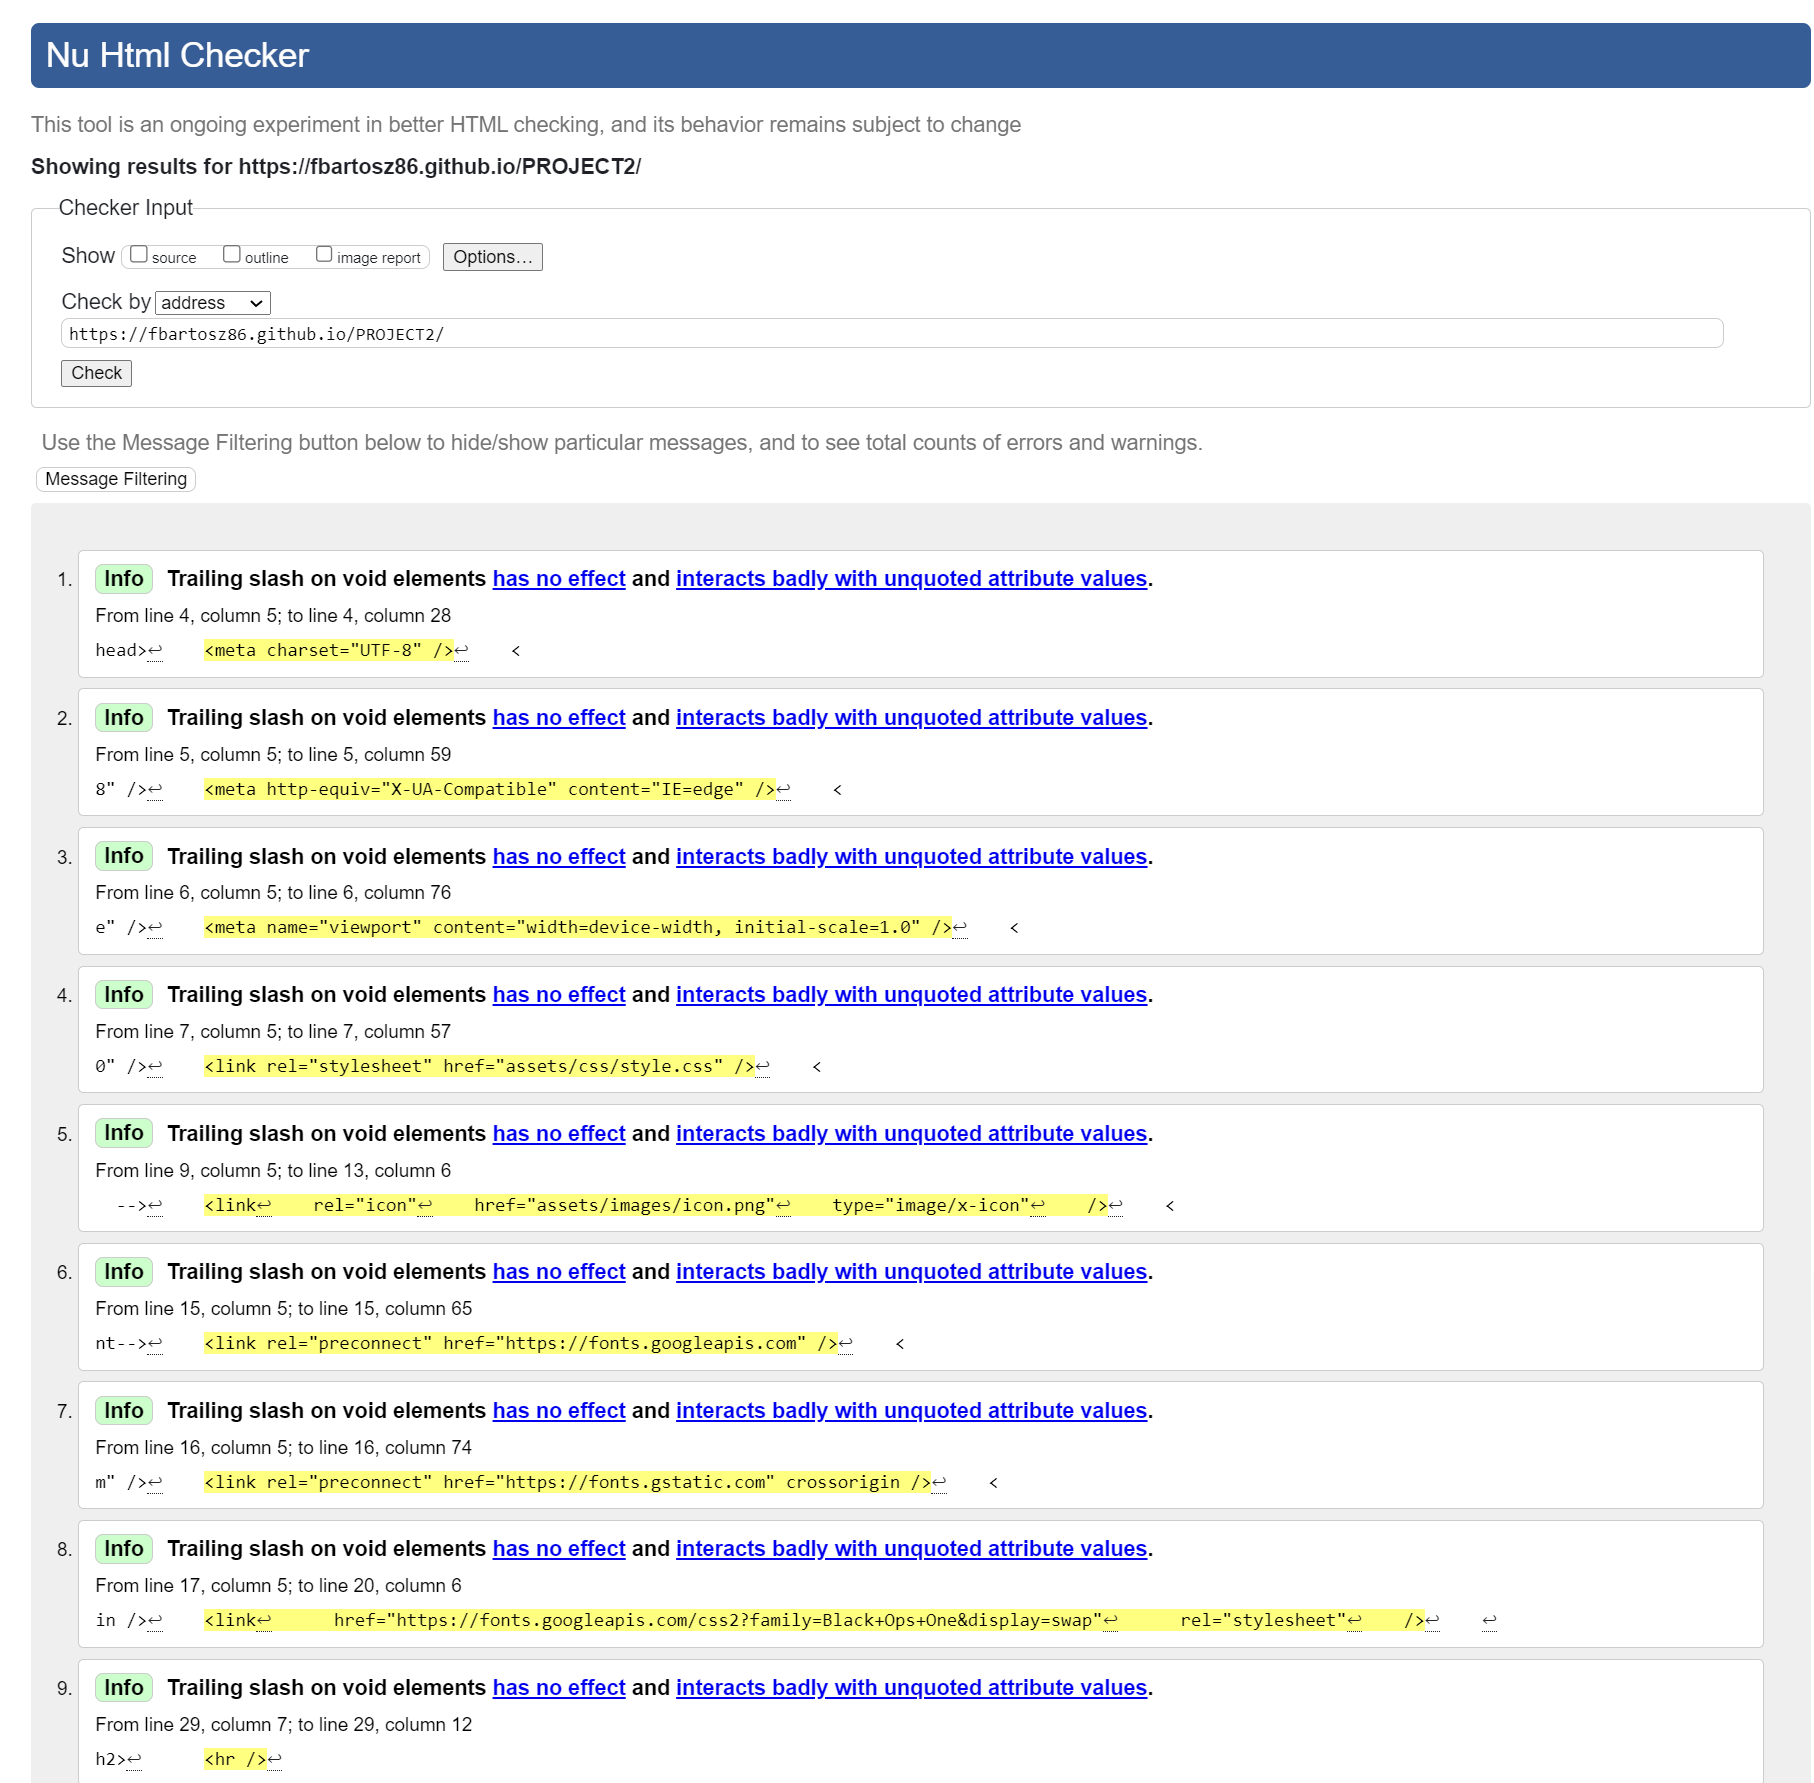 Nu Html Checker
This tool is an ongoing experiment in better HTML checking, and its behavior remains subject to change
Showing results for https://fbartosz86.github.io/PROJECT2/
Checker Input
Show source outline image report Options...
Check by address
https://fbartosz86.github.io/PROJECT2/
Check
Use the Message Filtering button below to hide/show particular messages, and to see total counts of errors and warnings.
Message Filtering
1. Info Trailing slash on void elements has no effect and interacts badly with unquoted attribute values.
From line 4, column 5; to line 4, column 28
head>↩ <meta charset="UTF-8" />↩ <
2. Info Trailing slash on void elements has no effect and interacts badly with unquoted attribute values.
From line 5, column 5; to line 5, column 59
8" />↩ <meta http-equiv="X-UA-Compatible" content="IE=edge" />↩ <
3. Info Trailing slash on void elements has no effect and interacts badly with unquoted attribute values.
From line 6, column 5; to line 6, column 76
e" />↩ <meta name="viewport" content="width=device-width, initial-scale=1.0" />↩ <
4. Info Trailing slash on void elements has no effect and interacts badly with unquoted attribute values.
From line 7, column 5; to line 7, column 57
0" />↩ <link rel="stylesheet" href="assets/css/style.css" />↩ <
5. Info Trailing slash on void elements has no effect and interacts badly with unquoted attribute values.
From line 9, column 5; to line 13, column 6
-->↩ <link↩ rel="icon"↩ href="assets/images/icon.png"↩ type="image/x-icon"↩ />↩ <
6. Info Trailing slash on void elements has no effect and interacts badly with unquoted attribute values.
From line 15, column 5; to line 15, column 65
nt-->↩ <link rel="preconnect" href="https://fonts.googleapis.com" />↩ <
7. Info Trailing slash on void elements has no effect and interacts badly with unquoted attribute values.
From line 16, column 5; to line 16, column 74
m" />↩ <link rel="preconnect" href="https://fonts.gstatic.com" crossorigin />↩ <
8. Info Trailing slash on void elements has no effect and interacts badly with unquoted attribute values.
From line 17, column 5; to line 20, column 6
in />↩ <link↩ href="https://fonts.googleapis.com/css2?family=Black+Ops+One&display=swap"↩ rel="stylesheet"↩ />↩ ↩
9. Info Trailing slash on void elements has no effect and interacts badly with unquoted attribute values.
From line 29, column 7; to line 29, column 12
h2>↩ <hr />↩